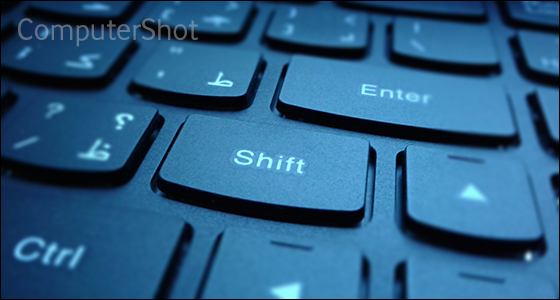 ComputerShot
ط
Enter
؟
/ ظ
Shift
Ctrl